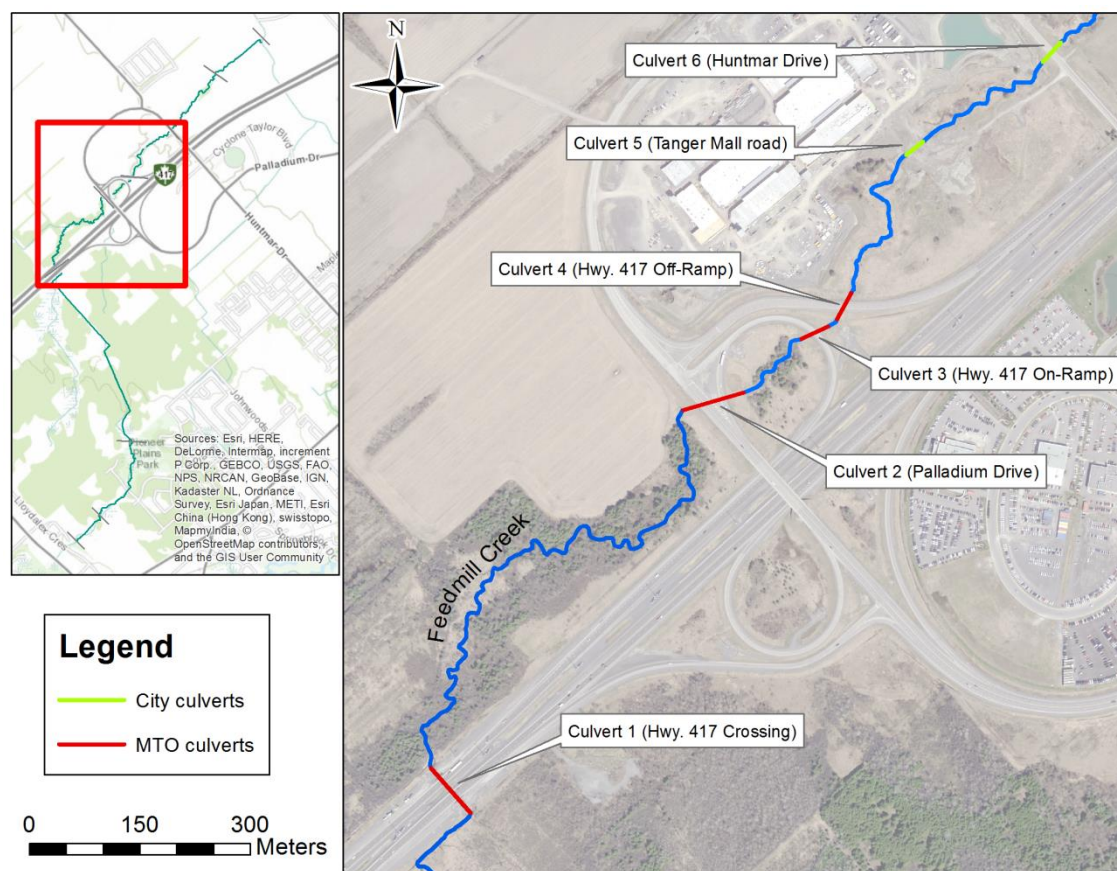 Cyclone Taylor Blvd
Palladium-Dr
417
Huntmar-Dr
Maple
Johnwoods
Pioneer
Plains
Park
Lloydalex Cres
Sources: Esri, HERE,
DeLorme, Intermap, increment
P Corp., GEBCO, USGS, FAO,
NPS, NRCAN, GeoBase, IGN,
Kadaster NL, Ordnance
Survey, Esri Japan, METI, Esri
China (Hong Kong), swisstopo,
MapmyIndia, ©
OpenStreetMap contributors,
and the GIS User Community
Legend
City culverts
MTO culverts
0 150 300
Meters
N
Culvert 6 (Huntmar Drive)
Culvert 5 (Tanger Mall road)
Culvert 4 (Hwy. 417 Off-Ramp)
Culvert 3 (Hwy. 417 On-Ramp)
Culvert 2 (Palladium Drive)
Feedmill Creek
Culvert 1 (Hwy. 417 Crossing)